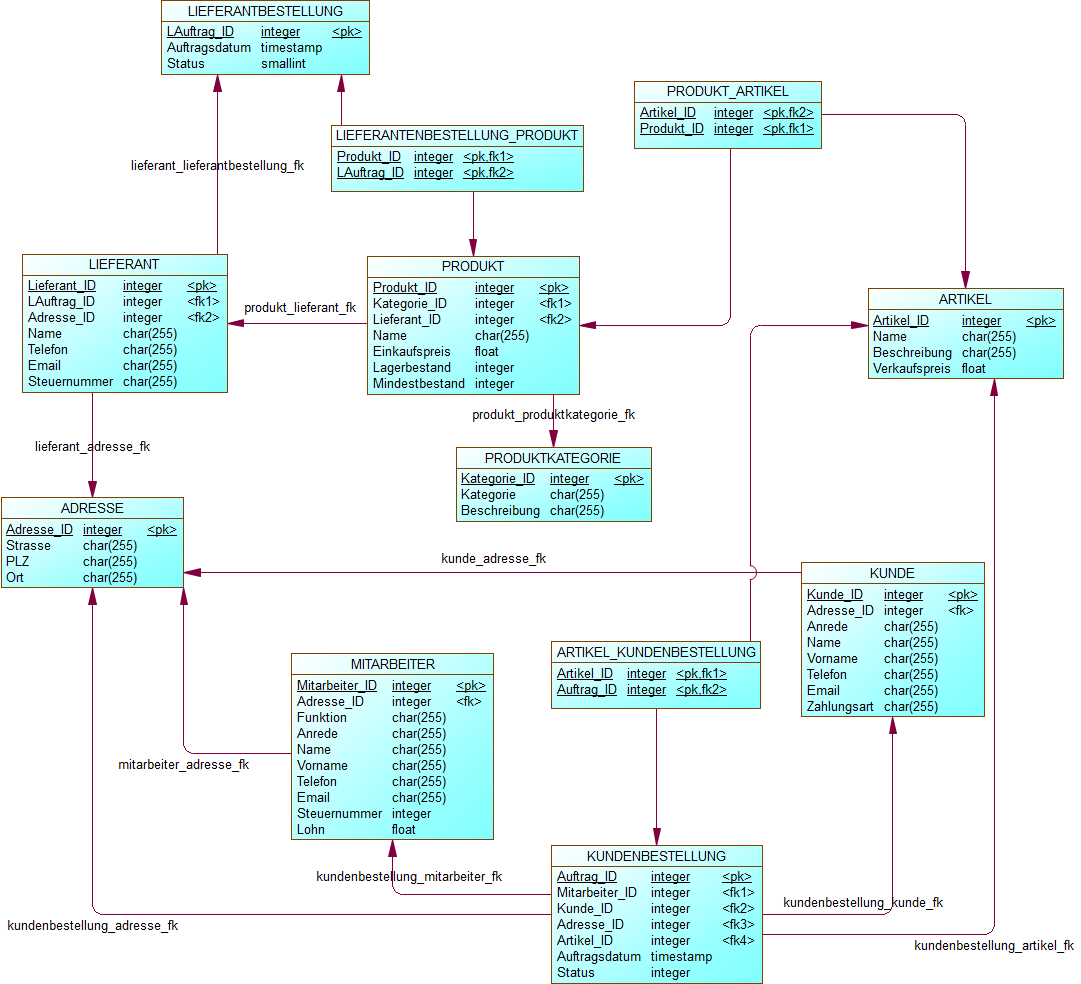 LIEFERANTBESTELLUNG
LAuftrag_ID integer <pk>
Auftragsdatum timestamp
Status smallint
PRODUKT_ARTIKEL
Artikel_ID integer <pk,fk2>
Produkt_ID integer <pk,fk1>
LIEFERANTENBESTELLUNG_PRODUKT
Produkt_ID integer <pk,fk1>
LAuftrag_ID integer <pk,fk2>
lieferant_lieferantbestellung_fk
LIEFERANT
Lieferant_ID integer <pk>
LAuftrag_ID integer <fk1>
Adresse_ID integer <fk2>
Name char(255)
Telefon char(255)
Email char(255)
Steuernummer char(255)
produkt_lieferant_fk
PRODUKT
Produkt_ID integer <pk>
Kategorie_ID integer <fk1>
Lieferant_ID integer <fk2>
Name char(255)
Einkaufspreis float
Lagerbestand integer
Mindestbestand integer
ARTIKEL
Artikel_ID integer <pk>
Name char(255)
Beschreibung char(255)
Verkaufspreis float
produkt_produktkategorie_fk
lieferant_adresse_fk
PRODUKTKATEGORIE
Kategorie_ID integer <pk>
Kategorie char(255)
Beschreibung char(255)
ADRESSE
Adresse_ID integer <pk>
Strasse char(255)
PLZ char(255)
Ort char(255)
kunde_adresse_fk
KUNDE
Kunde_ID integer <pk>
Adresse_ID integer <fk>
Anrede char(255)
Name char(255)
Vorname char(255)
Telefon char(255)
Email char(255)
Zahlungsart char(255)
ARTIKEL_KUNDENBESTELLUNG
Artikel_ID integer <pk,fk1>
Auftrag_ID integer <pk,fk2>
MITARBEITER
Mitarbeiter_ID integer <pk>
Adresse_ID integer <fk>
Funktion char(255)
Anrede char(255)
Name char(255)
Vorname char(255)
Telefon char(255)
Email char(255)
Steuernummer integer
Lohn float
mitarbeiter_adresse_fk
KUNDENBESTELLUNG
Auftrag_ID integer <pk>
Mitarbeiter_ID integer <fk1>
Kunde_ID integer <fk2>
Adresse_ID integer <fk3>
Artikel_ID integer <fk4>
Auftragsdatum timestamp
Status integer
kundenbestellung_mitarbeiter_fk
kundenbestellung_kunde_fk
kundenbestellung_adresse_fk
kundenbestellung_artikel_fk